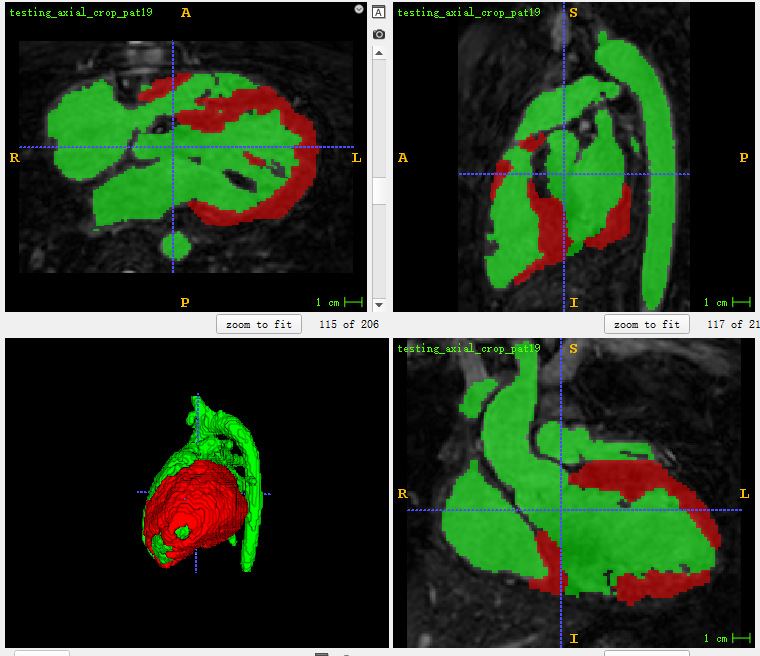 testing_axial_crop_pat19
A
A
R
L
1 cm
P
zoom to fit
115 of 206
testing_axial_crop_pat19
S
A
P
1 cm
I
zoom to fit
117 of 21
testing_axial_crop_pat19
S
R
L
1 cm
I